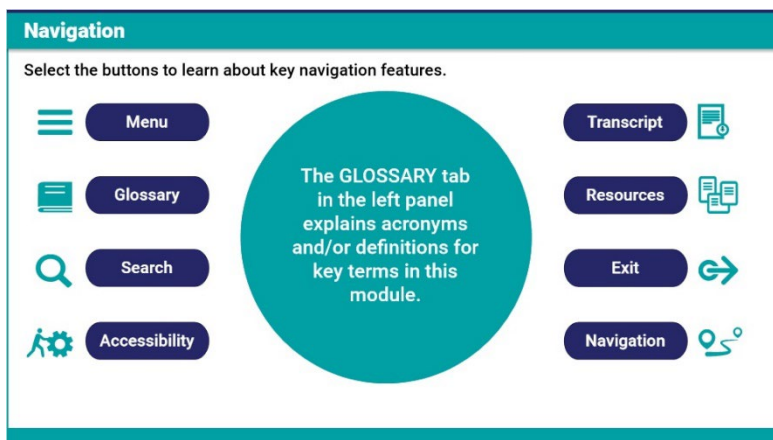 Navigation
Select the buttons to learn about key navigation features.
Menu
Glossary
Search
Accessibility
The GLOSSARY tab
in the left panel
explains acronyms
and/or definitions for
key terms in this
module.
Transcript
Resources
Exit
Navigation